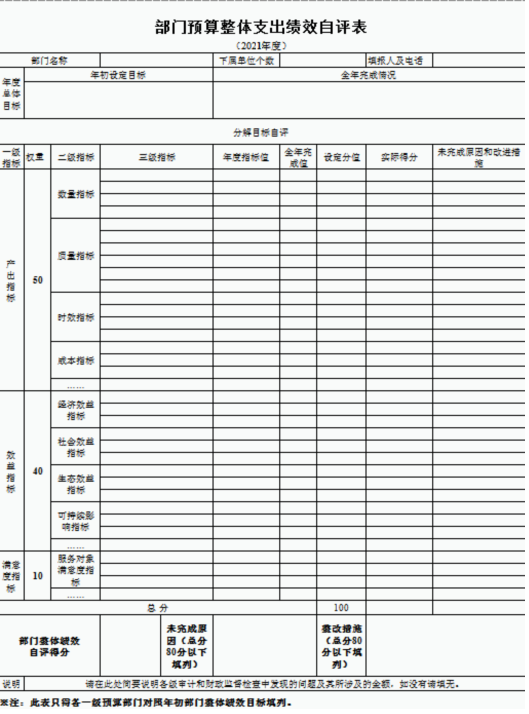 部门预算整体支出绩效自评表
（2021年度）
部门名称 下属单位个数 填报人及电话
年度总体目标 年初设定目标 全年完成情况
分解目标自评
一级指标 权重 二级指标 三级指标 年度指标值 全年完成值 设定分值 实际得分 未完成原因和改进措施
产出指标 50 数量指标
质量指标
时效指标
成本指标
……
效益指标 40 经济效益指标
社会效益指标
生态效益指标
可持续影响指标
……
满意度指标 10 服务对象满意度指标
……
总 分 100
部门整体绩效自评得分 未完成原因（总分80分以下填列） 整改措施（总分80分以下填列）
说明 请在此处简要说明各级审计和财政监督检查中发现的问题及其所涉及的金额，如没有请填无。
※注：此表只得各一级预算部门对照年初部门整体绩效目标填列。